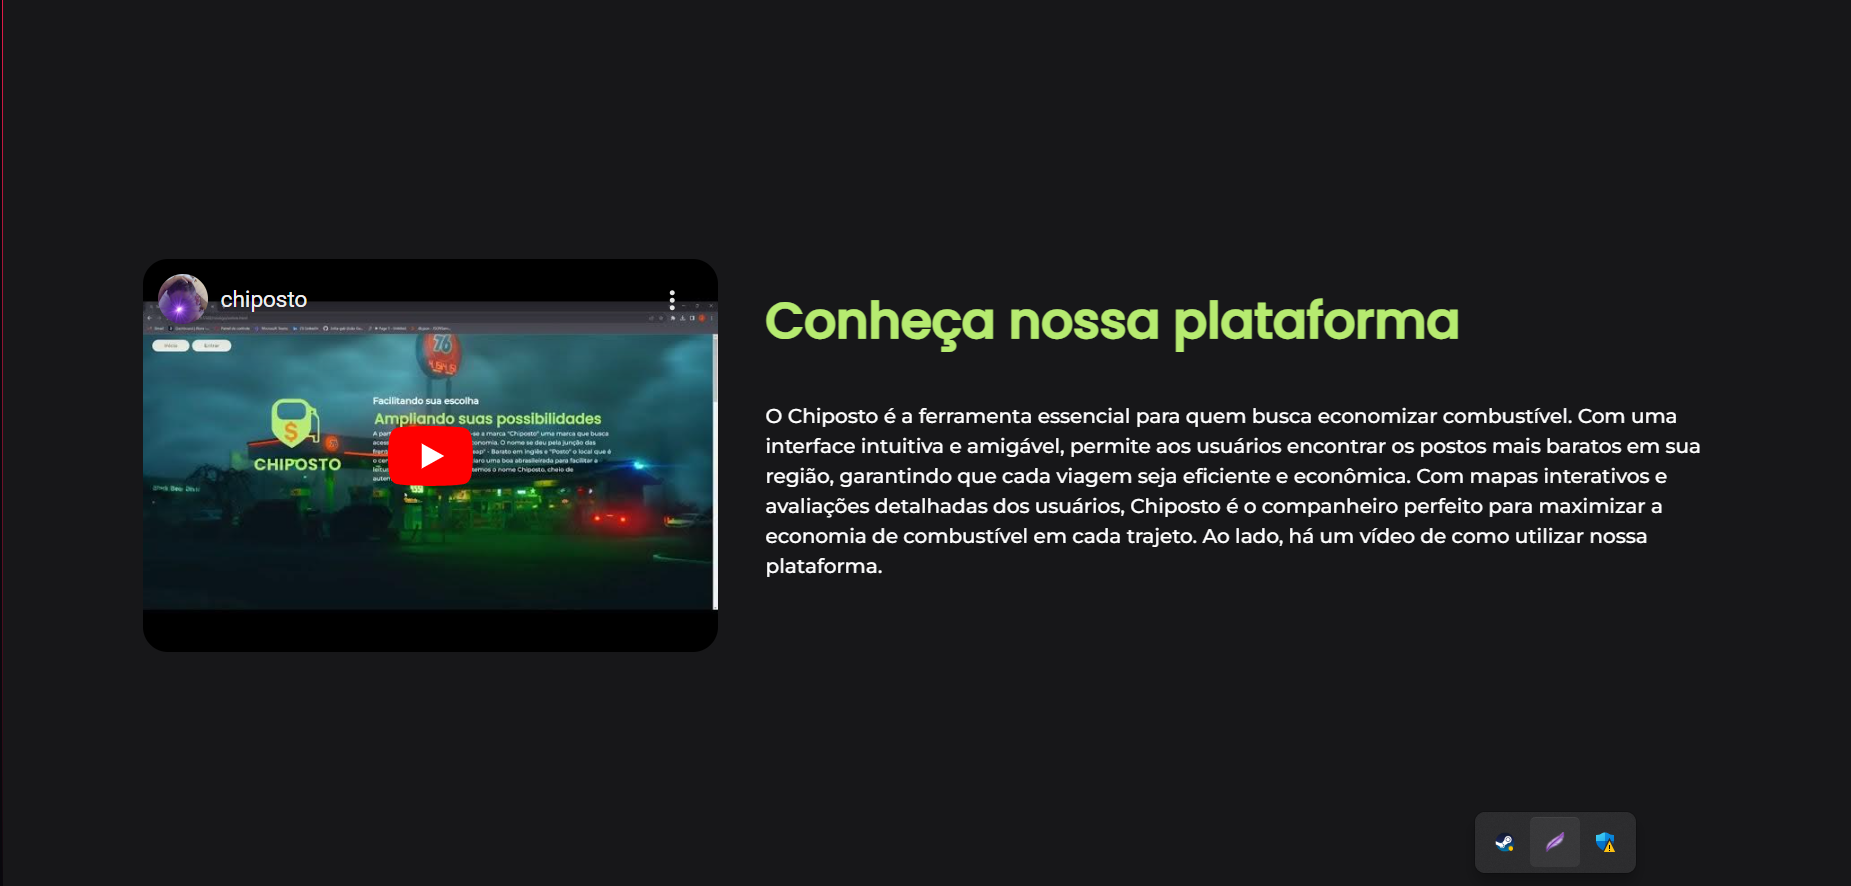 chiposto
76
Facilitando sua escolha
Ampliando suas possibilidades
CHIPOSTO
Conheça nossa plataforma
O Chiposto é a ferramenta essencial para quem busca economizar combustível. Com uma
interface intuitiva e amigável, permite aos usuários encontrar os postos mais baratos em sua
região, garantindo que cada viagem seja eficiente e econômica. Com mapas interativos e
avaliações detalhadas dos usuários, Chiposto é o companheiro perfeito para maximizar a
economia de combustível em cada trajeto. Ao lado, há um vídeo de como utilizar nossa
plataforma.